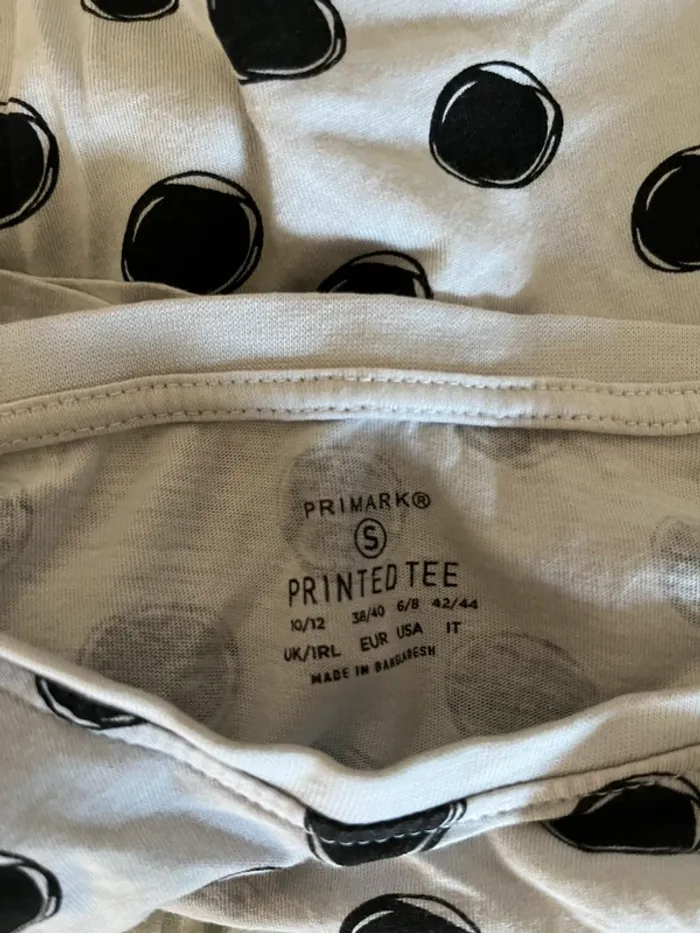 PRIMARK®
S
PRINTED TEE
10/12 38/40 6/8 42/44
UK/IRL EUR USA IT
MADE IN BANGLADESH